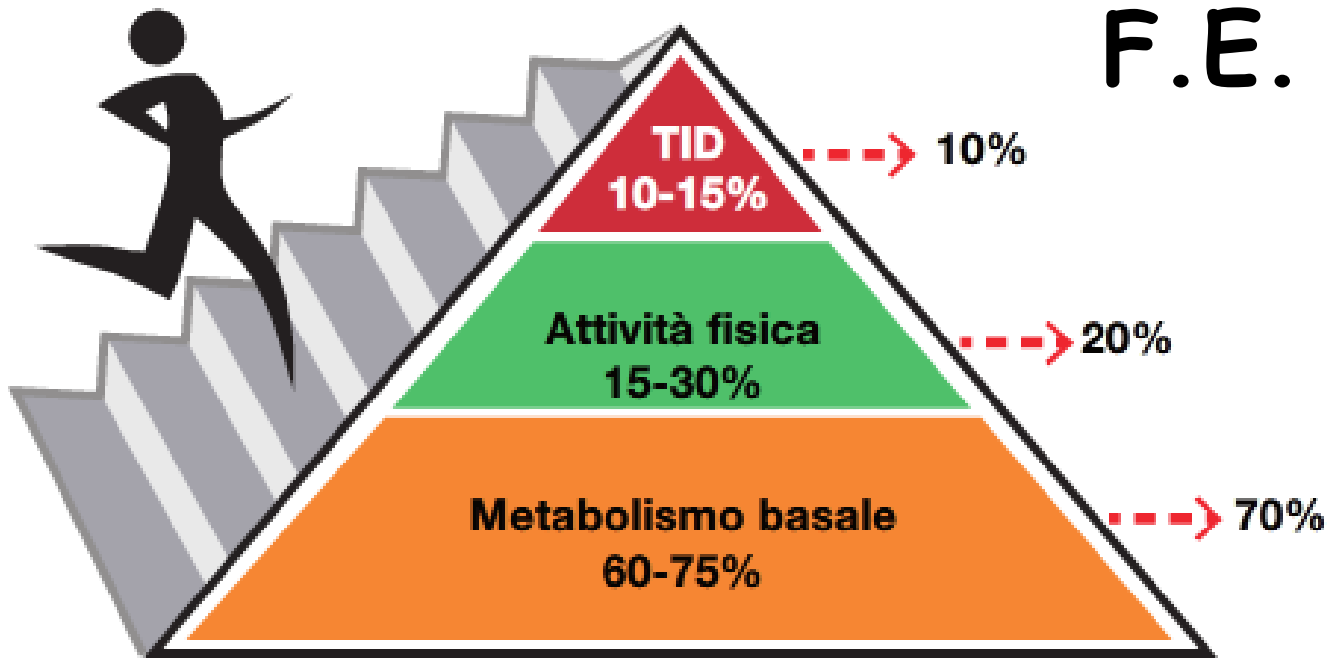 F.E.
TID
10-15%
10%
Attività fisica
15-30%
20%
Metabolismo basale
60-75%
70%